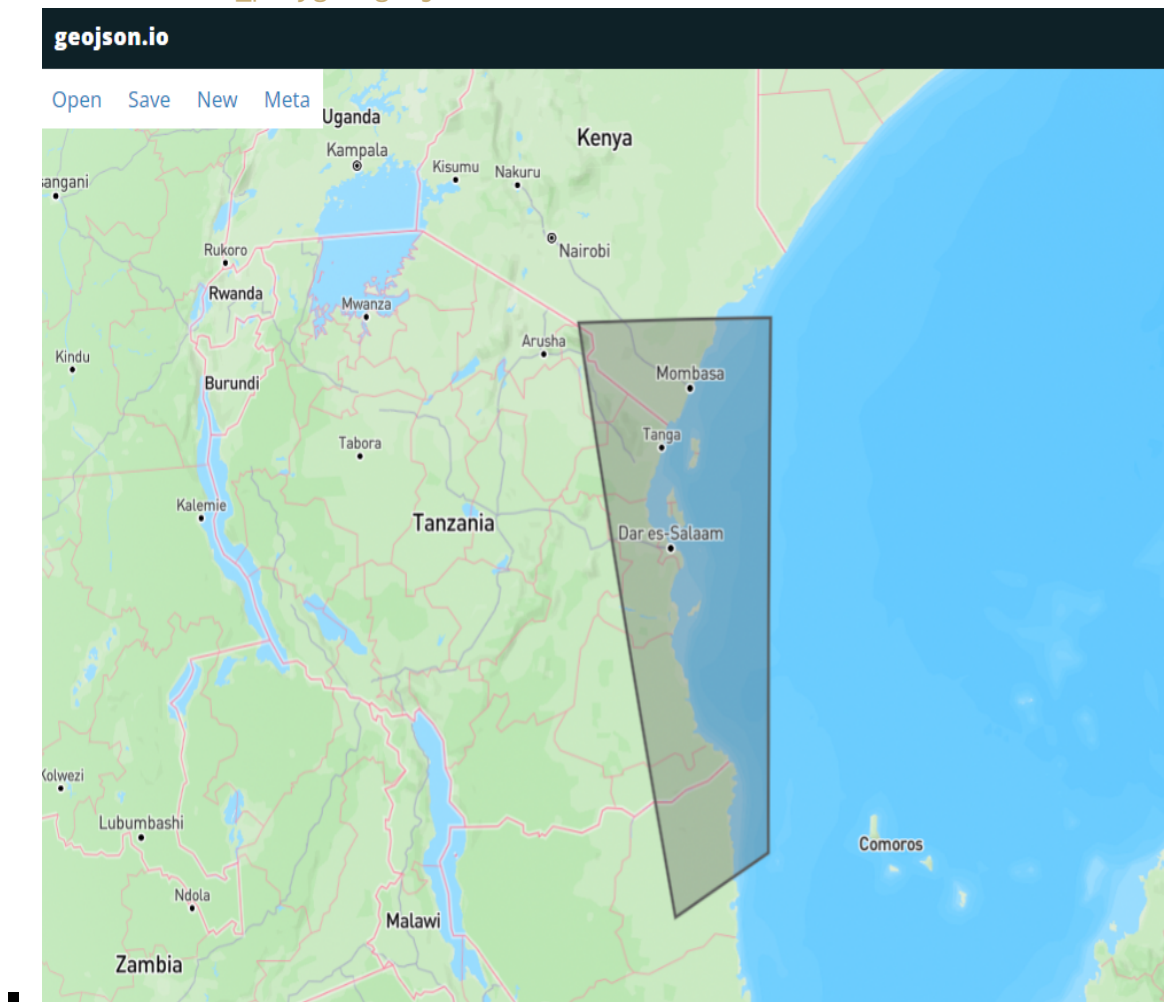 geojson.io
Open Save New Meta
Uganda
Kenya
Kampala
Kisumu
Nakuru
sangani
Rukoro
Nairobi
Rwanda
Mwanza
Arusha
Kindu
Mombasa
Burundi
Tanga
Tabora
Kalemie
Tanzania
Dar es-Salaam
Kolwezi
Lubumbashi
Comoros
Ndola
Malawi
Zambia